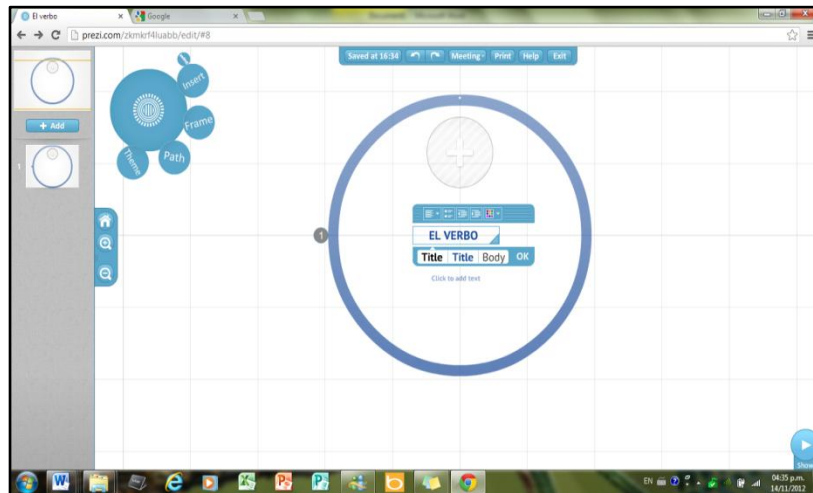 El verbo
Google
prezi.com/zkmkrf4luabb/edit/#8
Saved at 16:34 Meeting Print Help Exit
Insert
Frame
Path
Theme
+ Add
1
1
EL VERBO
Title Title Body OK
Click to add text
Show
EN
04:35 p.m.
14/11/2012